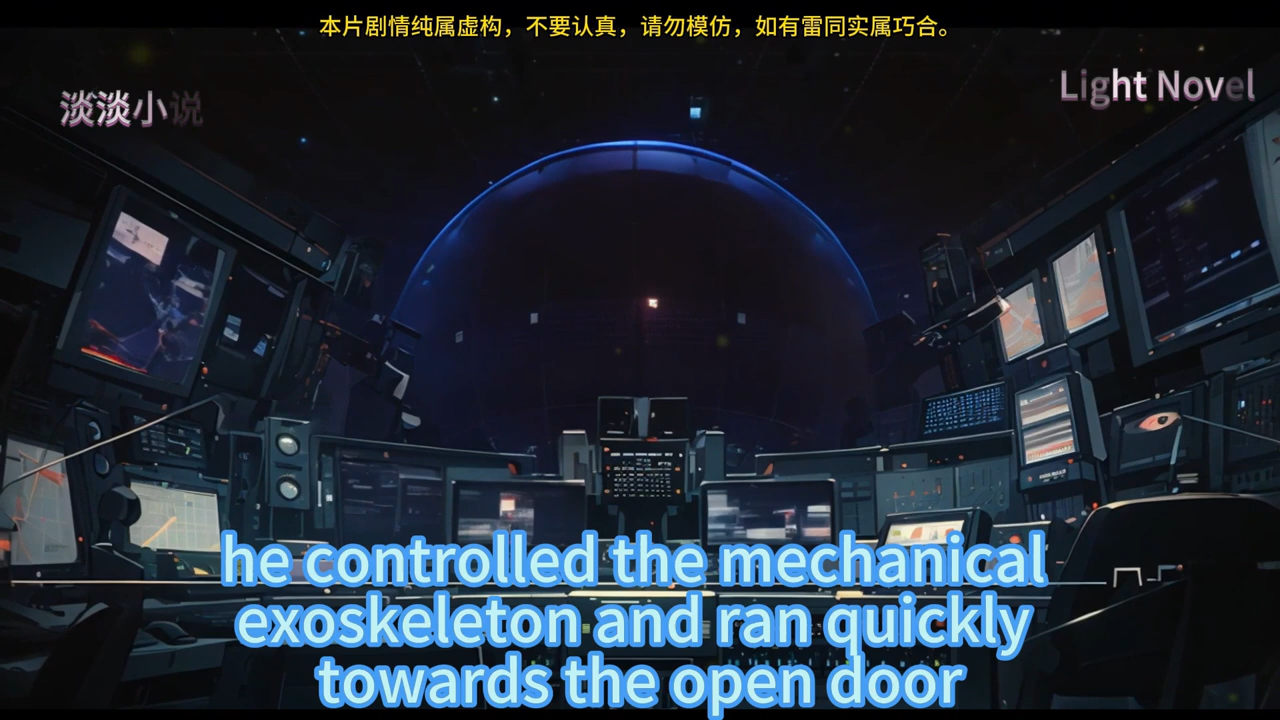 本片剧情纯属虚构，不要认真，请勿模仿，如有雷同实属巧合。
淡淡小说
Light Novel
he controlled the mechanical
exoskeleton and ran quickly
towards the open door